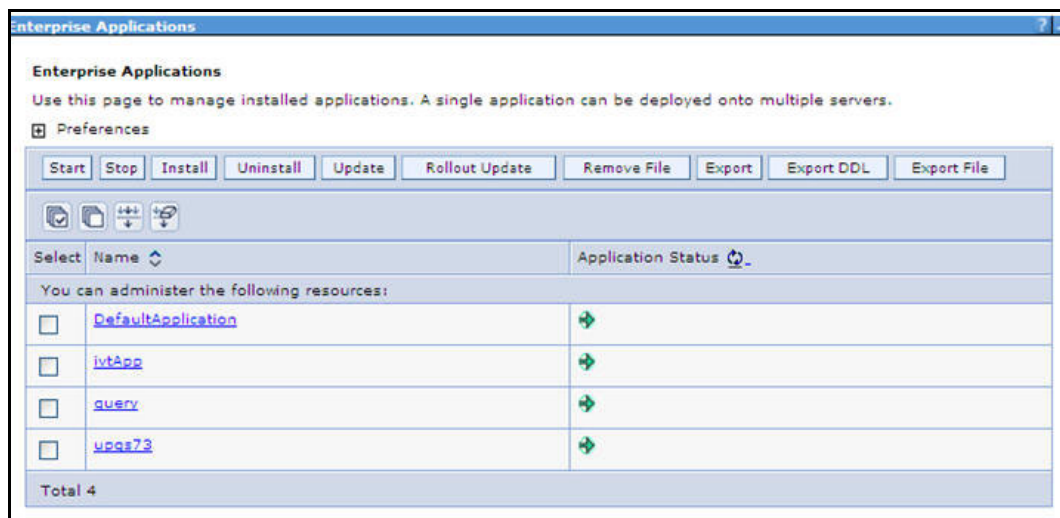 Enterprise Applications
Enterprise Applications
Use this page to manage installed applications. A single application can be deployed onto multiple servers.
Preferences
Start Stop Install Uninstall Update Rollout Update Remove File Export Export DDL Export File
Select Name Application Status
You can administer the following resources:
DefaultApplication
ivtApp
query
upgs73
Total 4